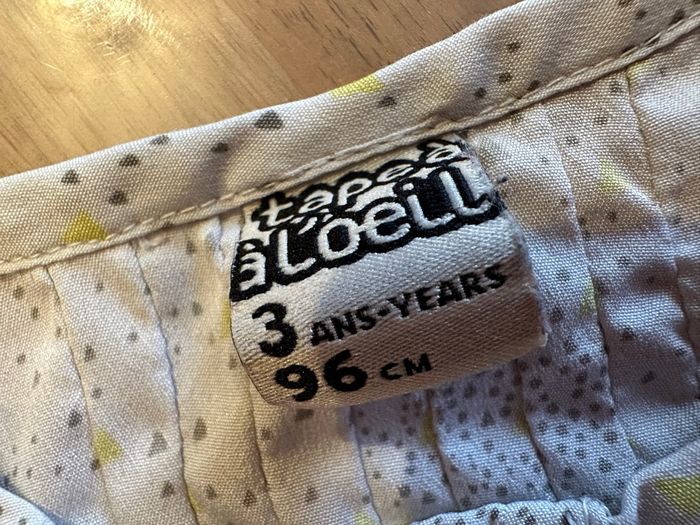 tape à
à l'oeil
3 ANS-YEARS
96 CM